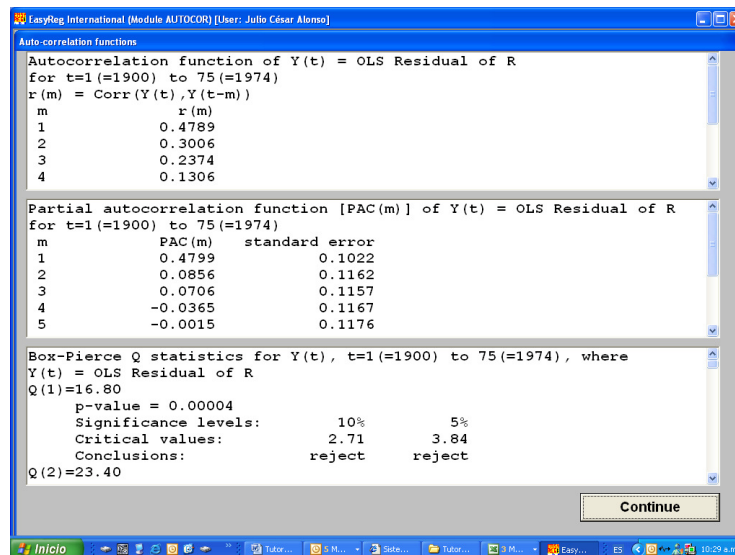 EasyReg International (Module AUTOCOR) [User: Julio César Alonso]
Auto-correlation functions
Autocorrelation function of Y(t) = OLS Residual of R
for t=1(=1900) to 75(=1974)
r(m) = Corr(Y(t),Y(t-m))
m r(m)
1 0.4789
2 0.3006
3 0.2374
4 0.1306
Partial autocorrelation function [PAC(m)] of Y(t) = OLS Residual of R
for t=1(=1900) to 75(=1974)
m PAC(m) standard error
1 0.4799 0.1022
2 0.0856 0.1162
3 0.0706 0.1157
4 -0.0365 0.1167
5 -0.0015 0.1176
Box-Pierce Q statistics for Y(t), t=1(=1900) to 75(=1974), where
Y(t) = OLS Residual of R
Q(1)=16.80
p-value = 0.00004
Significance levels: 10% 5%
Critical values: 2.71 3.84
Conclusions: reject reject
Q(2)=23.40
Continue
Inicio Tutor... 5 M... Siste... Tutor... 3 M... Easy... ES 10:29 a.m